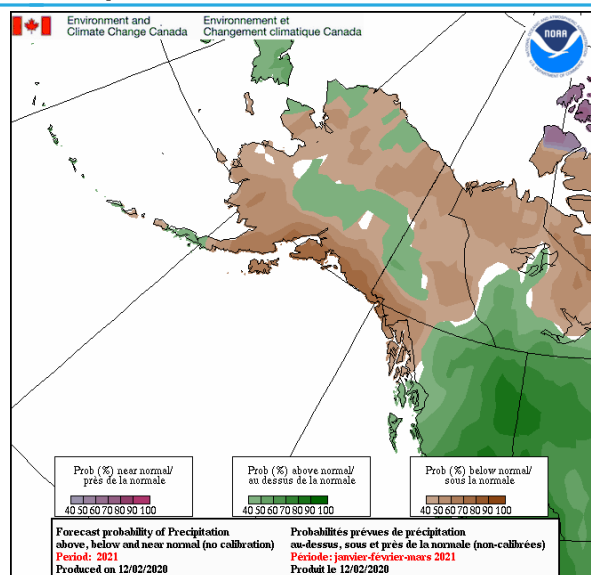 Environment and
Climate Change Canada
Environnement et
Changement climatique Canada
NOAA
Prob (%) near normal/
près de la normale
40 50 60 70 80 90 100
Prob (%) above normal/
au dessus de la normale
40 50 60 70 80 90 100
Prob (%) below normal/
sous la normale
40 50 60 70 80 90 100
Forecast probability of Precipitation
above, below and near normal (no calibration)
Period: 2021
Produced on 12/02/2020
Probabilités prévues de précipitation
au-dessus, sous et près de la normale (non-calibrées)
Période: janvier-février-mars 2021
Produit le 12/02/2020